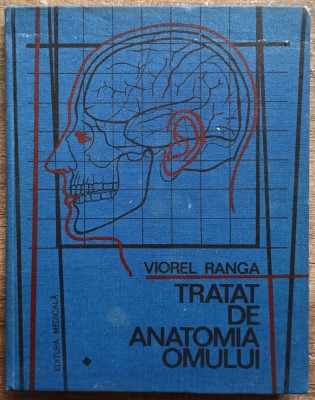 VIOREL RANGA
TRATAT
DE
ANATOMIA
OMULUI
EDITURA MEDICALĂ